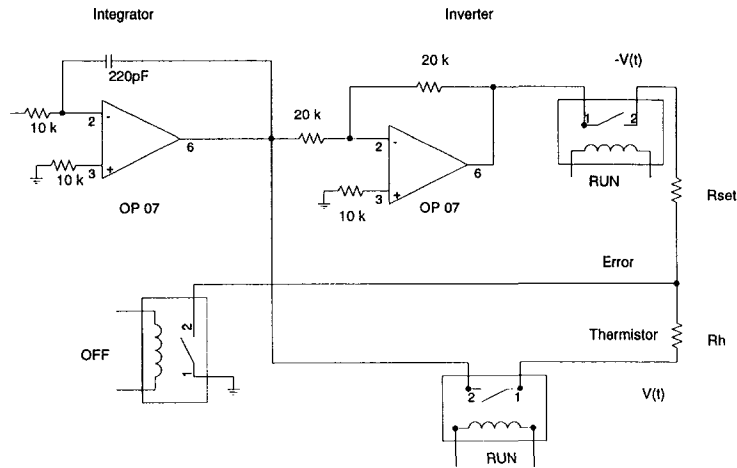 Integrator
Inverter
220pF
20 k
-V(t)
10 k
2
-
6
20 k
2
-
6
1
2
10 k
3
+
OP 07
10 k
3
+
OP 07
RUN
Rset
Error
OFF
2
1
Thermistor
Rh
2
1
V(t)
RUN